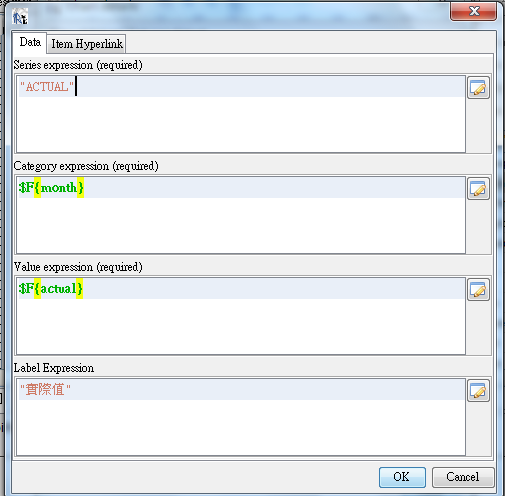 Data
Item Hyperlink
Series expression (required)
"ACTUAL"
Category expression (required)
$F{month}
Value expression (required)
$F{actual}
Label Expression
"實際值"
OK
Cancel